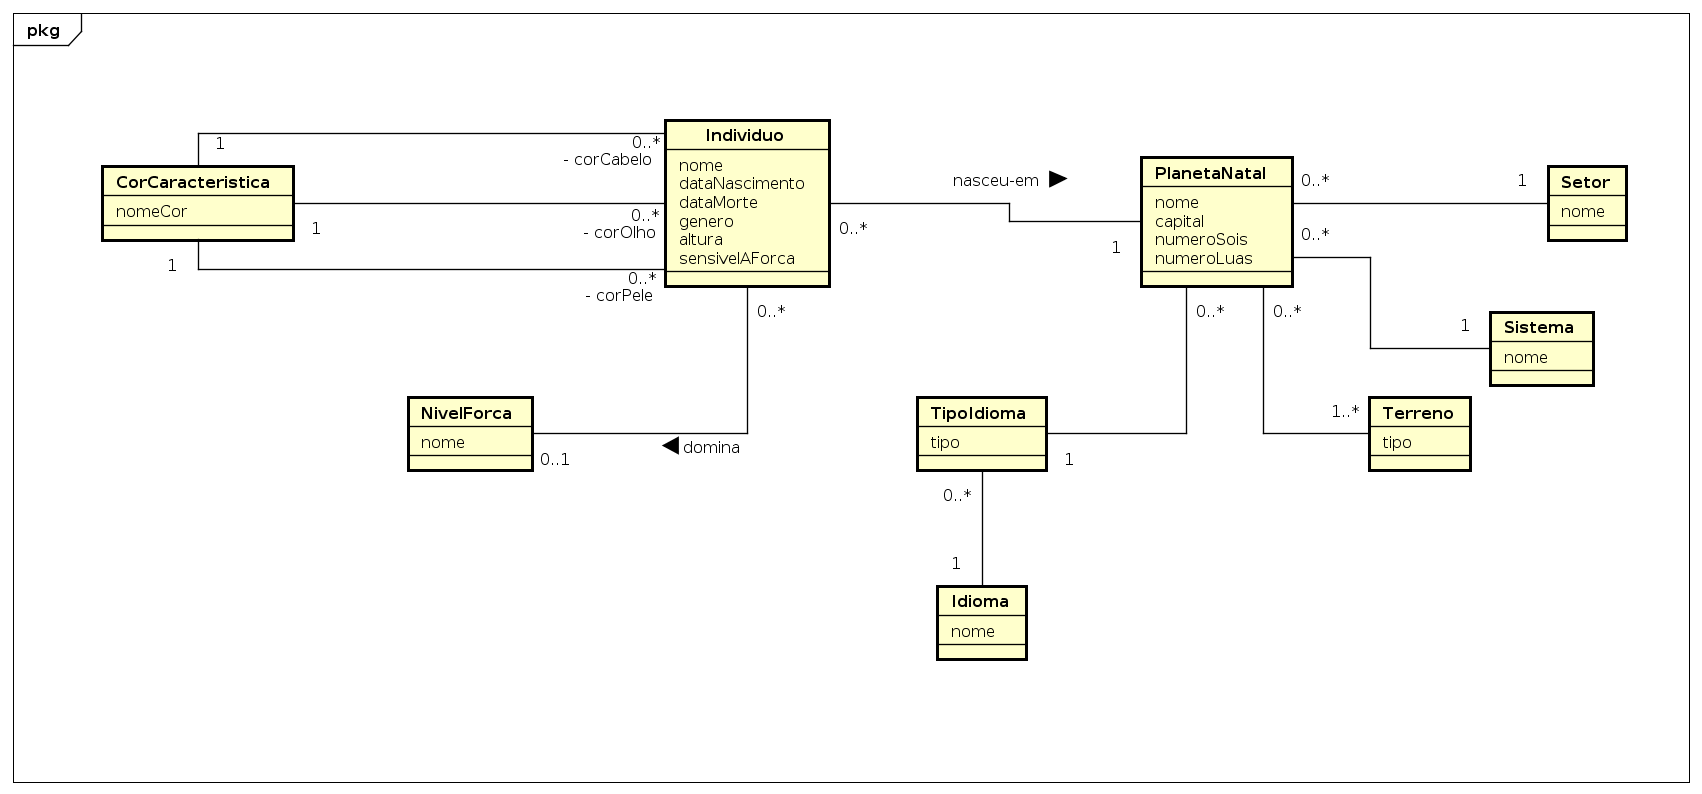 pkg
1
0..*
- corCabelo
CorCaracteristica
nomeCor
0..*
- corOlho
1
1
0..*
- corPele
Individuo
nome
dataNascimento
dataMorte
genero
altura
sensivelAForca
0..*
nasceu-em
1
0..*
domina
0..1
NivelForca
nome
PlanetaNatal
nome
capital
numeroSois
numeroLuas
0..*
1
Setor
nome
0..*
1
Sistema
nome
0..*
0..*
1..*
Terreno
tipo
TipoIdioma
tipo
1
0..*
1
Idioma
nome